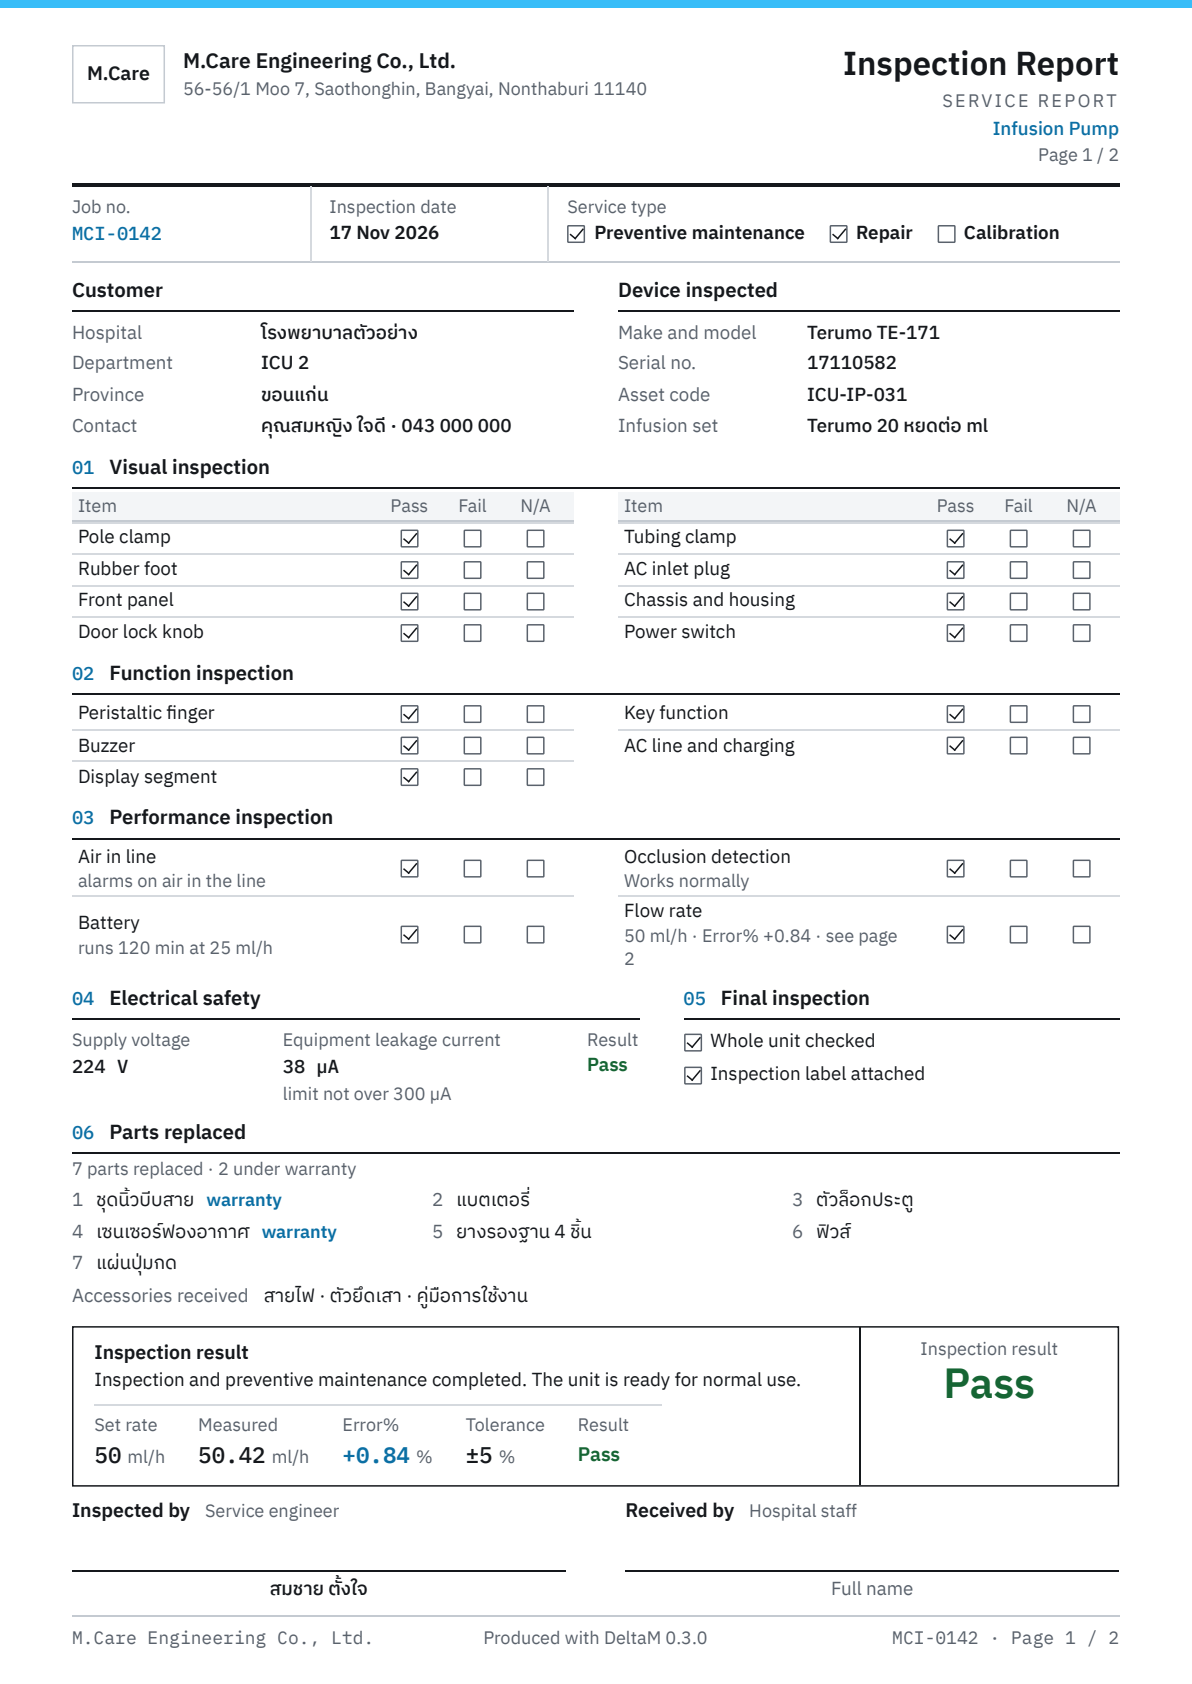 M.Care
M.Care Engineering Co., Ltd.
56-56/1 Moo 7, Saothonghin, Bangyai, Nonthaburi 11140
Inspection Report
SERVICE REPORT
Infusion Pump
Page 1 / 2
Job no.
MCI-0142
Inspection date
17 Nov 2026
Service type
☑ Preventive maintenance ☑ Repair ☐ Calibration
Customer
Hospital โรงพยาบาลตัวอย่าง
Department ICU 2
Province ขอนแก่น
Contact คุณสมหญิง ใจดี · 043 000 000
Device inspected
Make and model Terumo TE-171
Serial no. 17110582
Asset code ICU-IP-031
Infusion set Terumo 20 หยดต่อ ml
01 Visual inspection
Item Pass Fail N/A Item Pass Fail N/A
Pole clamp ☑ ☐ ☐ Tubing clamp ☑ ☐ ☐
Rubber foot ☑ ☐ ☐ AC inlet plug ☑ ☐ ☐
Front panel ☑ ☐ ☐ Chassis and housing ☑ ☐ ☐
Door lock knob ☑ ☐ ☐ Power switch ☑ ☐ ☐
02 Function inspection
Peristaltic finger ☑ ☐ ☐ Key function ☑ ☐ ☐
Buzzer ☑ ☐ ☐ AC line and charging ☑ ☐ ☐
Display segment ☑ ☐ ☐
03 Performance inspection
Air in line ☑ ☐ ☐
alarms on air in the line
Occlusion detection ☑ ☐ ☐
Works normally
Battery ☑ ☐ ☐
runs 120 min at 25 ml/h
Flow rate ☑ ☐ ☐
50 ml/h · Error% +0.84 · see page
2
04 Electrical safety
Supply voltage Equipment leakage current Result
224 V 38 µA Pass
limit not over 300 µA
05 Final inspection
☑ Whole unit checked
☑ Inspection label attached
06 Parts replaced
7 parts replaced · 2 under warranty
1 ชุดนิ้วบีบสาย warranty 2 แบตเตอรี่ 3 ตัวล็อกประตู
4 เซนเซอร์ฟองอากาศ warranty 5 ยางรองฐาน 4 ชิ้น 6 ฟิวส์
7 แผ่นปุ่มกด
Accessories received สายไฟ · ตัวยึดเสา · คู่มือการใช้งาน
Inspection result
Inspection and preventive maintenance completed. The unit is ready for normal use.
Set rate Measured Error% Tolerance Result
50 ml/h 50.42 ml/h +0.84 % ±5 % Pass
Inspection result
Pass
Inspected by Service engineer
Received by Hospital staff
สมชาย ตั้งใจ
Full name
M.Care Engineering Co., Ltd. Produced with DeltaM 0.3.0 MCI-0142 · Page 1 / 2